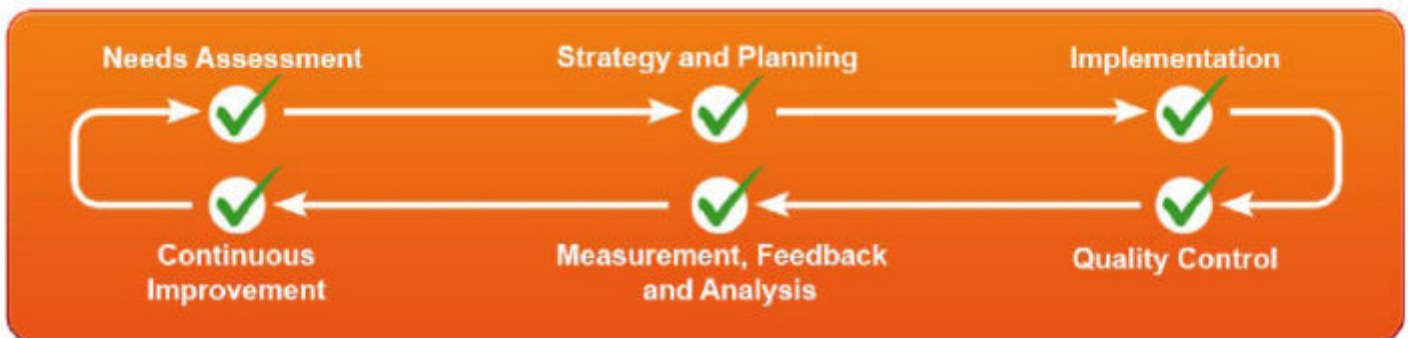 Needs Assessment
Strategy and Planning
Implementation
Continuous
Improvement
Measurement, Feedback
and Analysis
Quality Control